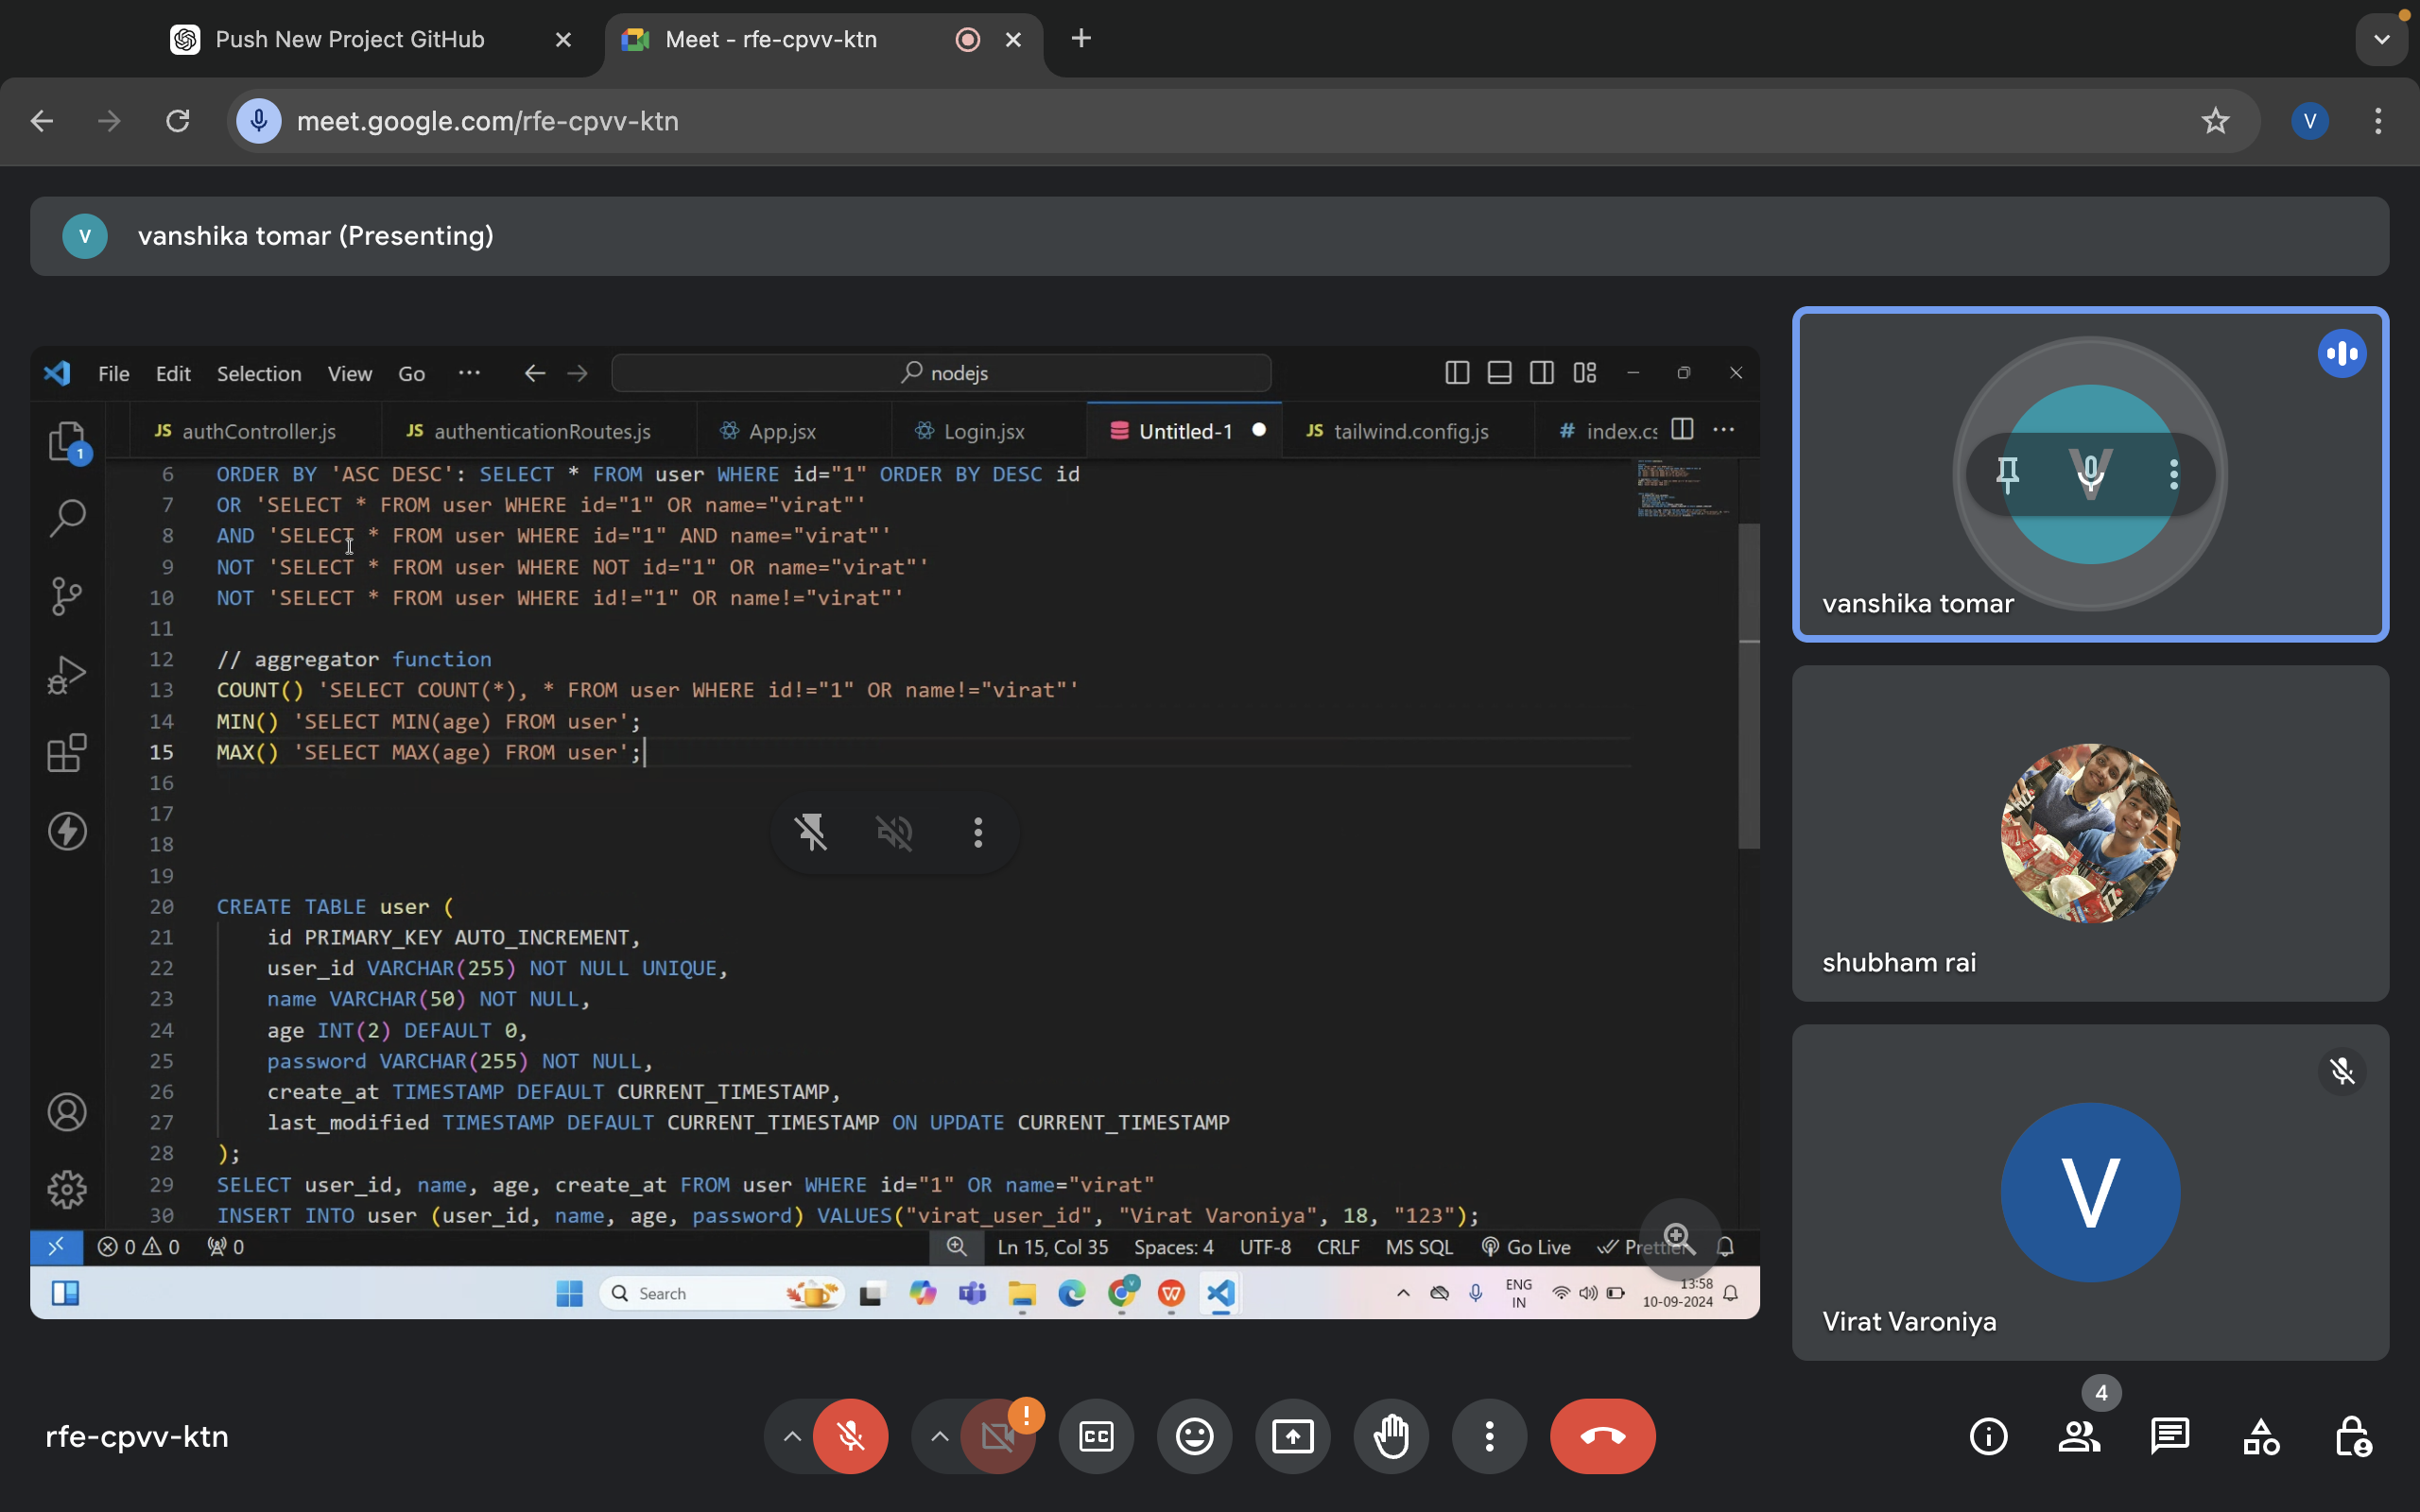 Push New Project GitHub
Meet - rfe-cpvv-ktn
meet.google.com/rfe-cpvv-ktn
V
V
vanshika tomar (Presenting)
File Edit Selection View Go ···
nodejs
JS authController.js
JS authenticationRoutes.js
App.jsx
Login.jsx
Untitled-1
JS tailwind.config.js
# index.cs
1
6 ORDER BY 'ASC DESC': SELECT * FROM user WHERE id="1" ORDER BY DESC id
7 OR 'SELECT * FROM user WHERE id="1" OR name="virat"'
8 AND 'SELECT * FROM user WHERE id="1" AND name="virat"'
9 NOT 'SELECT * FROM user WHERE NOT id="1" OR name="virat"'
10 NOT 'SELECT * FROM user WHERE id!="1" OR name!="virat"'
11
12 // aggregator function
13 COUNT() 'SELECT COUNT(*), * FROM user WHERE id!="1" OR name!="virat"'
14 MIN() 'SELECT MIN(age) FROM user';
15 MAX() 'SELECT MAX(age) FROM user';
16
17
18
19
20 CREATE TABLE user (
21 id PRIMARY_KEY AUTO_INCREMENT,
22 user_id VARCHAR(255) NOT NULL UNIQUE,
23 name VARCHAR(50) NOT NULL,
24 age INT(2) DEFAULT 0,
25 password VARCHAR(255) NOT NULL,
26 create_at TIMESTAMP DEFAULT CURRENT_TIMESTAMP,
27 last_modified TIMESTAMP DEFAULT CURRENT_TIMESTAMP ON UPDATE CURRENT_TIMESTAMP
28 );
29 SELECT user_id, name, age, create_at FROM user WHERE id="1" OR name="virat"
30 INSERT INTO user (user_id, name, age, password) VALUES("virat_user_id", "Virat Varoniya", 18, "123");
0 0 0 Ln 15, Col 35 Spaces: 4 UTF-8 CRLF MS SQL Go Live Prettier
Search
ENG
IN
13:58
10-09-2024
V
vanshika tomar
shubham rai
V
Virat Varoniya
rfe-cpvv-ktn
!
CC
4